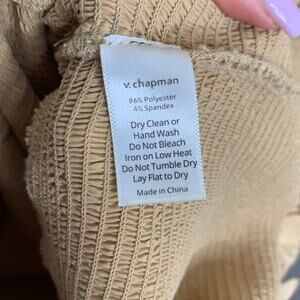 v. chapman
96% Polyester
4% Spandex
Dry Clean or
Hand Wash
Do Not Bleach
Iron on Low Heat
Do Not Tumble Dry
Lay Flat to Dry
Made in China